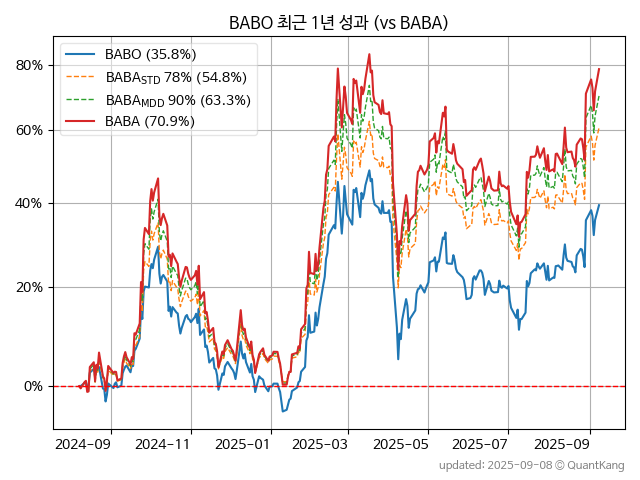 BABO 최근 1년 성과 (vs BABA)
BABO (35.8%)
BABA_STD 78% (54.8%)
BABA_MDD 90% (63.3%)
BABA (70.9%)
80%
60%
40%
20%
0%
2024-09 2024-11 2025-01 2025-03 2025-05 2025-07 2025-09
updated: 2025-09-08 © QuantKang